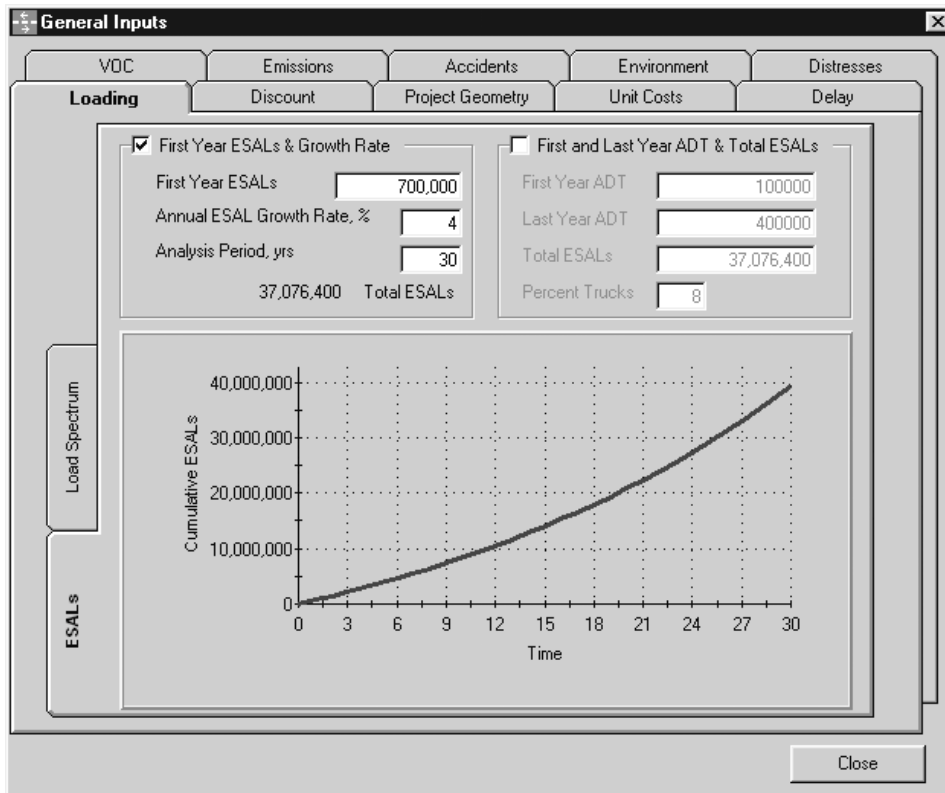 General Inputs
VOC Emissions Accidents Environment Distresses
Loading Discount Project Geometry Unit Costs Delay
First Year ESALs & Growth Rate
First Year ESALs 700,000
Annual ESAL Growth Rate, % 4
Analysis Period, yrs 30
37,076,400 Total ESALs
First and Last Year ADT & Total ESALs
First Year ADT 100000
Last Year ADT 400000
Total ESALs 37,076,400
Percent Trucks 8
Load Spectrum
ESALs
Cumulative ESALs
40,000,000
30,000,000
20,000,000
10,000,000
0
0 3 6 9 12 15 18 21 24 27 30
Time
Close